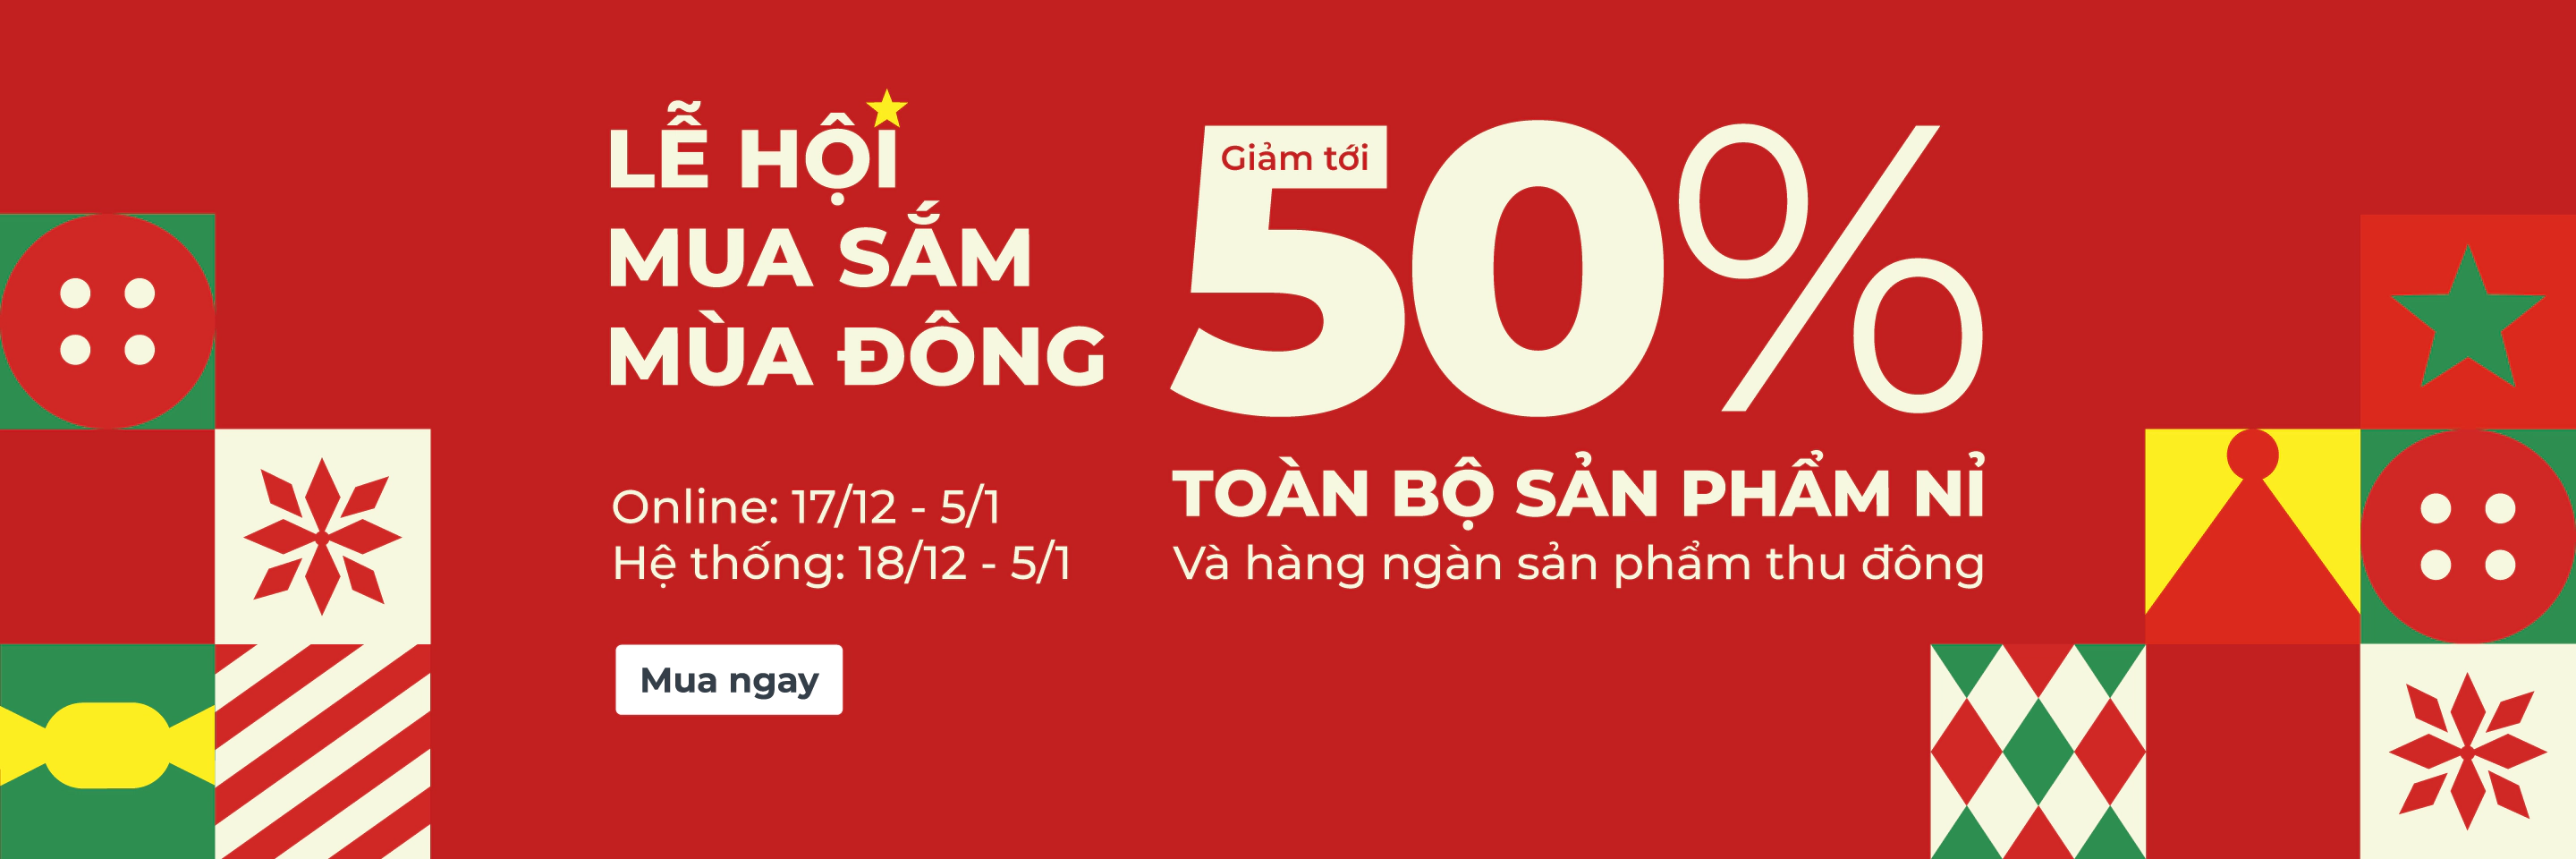 LỄ HỘI
MUA SẮM
MÙA ĐÔNG
Online: 17/12 - 5/1
Hệ thống: 18/12 - 5/1
Mua ngay
Giảm tới
50%
TOÀN BỘ SẢN PHẨM NỈ
Và hàng ngàn sản phẩm thu đông